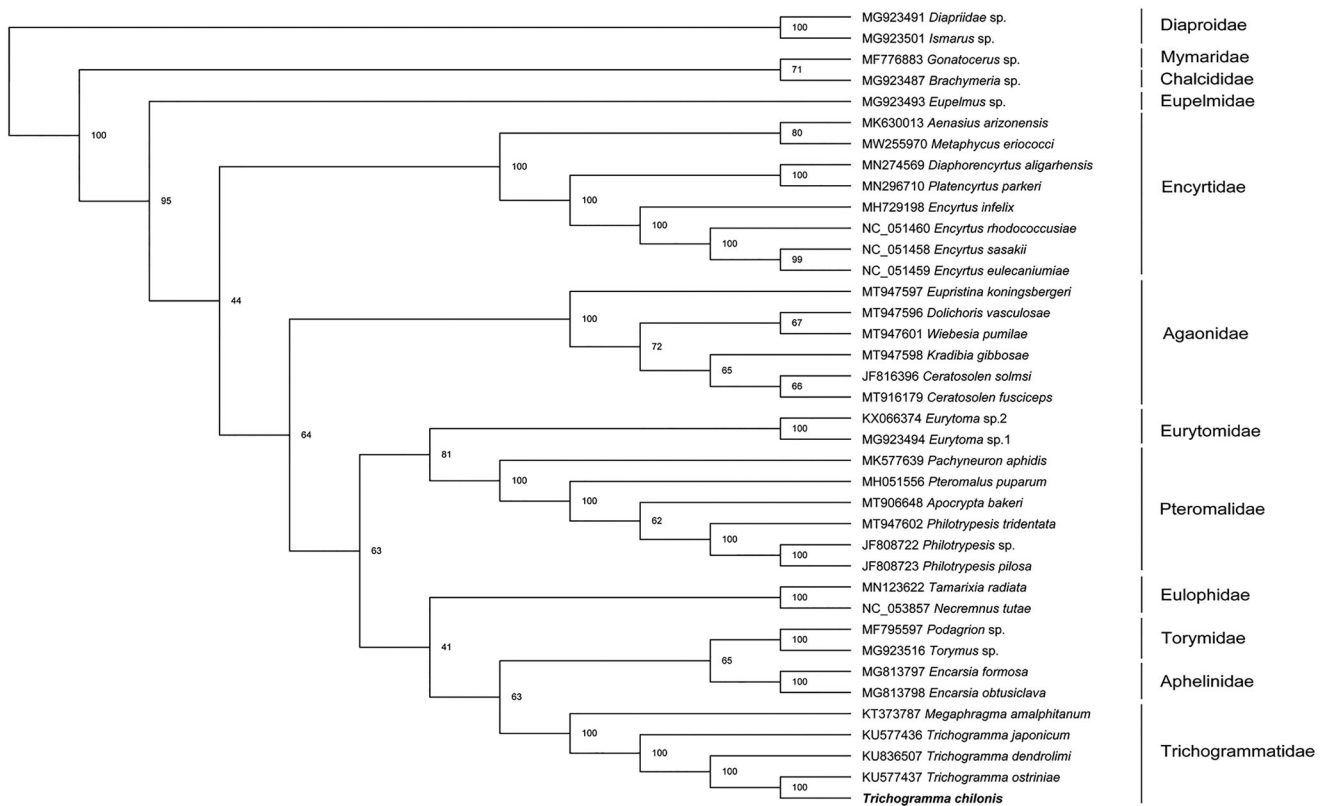 MG923491 Diapriidae sp.
MG923501 Ismarus sp.
Diaproidae
100
MF776883 Gonatocerus sp.
Mymaridae
71
MG923487 Brachymeria sp.
Chalcididae
MG923493 Eupelmus sp.
Eupelmidae
100
MK630013 Aenasius arizonensis
80
MW255970 Metaphycus eriococci
100
MN274569 Diaphorencyrtus aligarhensis
100
MN296710 Platencyrtus parkeri
Encyrtidae
95
100
MH729198 Encyrtus infelix
100
NC_051460 Encyrtus rhodococcusiae
100
NC_051458 Encyrtus sasakii
99
NC_051459 Encyrtus eulecaniumiae
44
MT947597 Eupristina koningsbergeri
100
MT947596 Dolichoris vasculosae
67
MT947601 Wiebesia pumilae
Agaonidae
72
MT947598 Kradibia gibbosae
65
JF816396 Ceratosolen solmsi
66
MT916179 Ceratosolen fusciceps
KX066374 Eurytoma sp.2
100
Eurytomidae
MG923494 Eurytoma sp.1
64
81
MK577639 Pachyneuron aphidis
100
MH051556 Pteromalus puparum
100
MT906648 Apocrypta bakeri
Pteromalidae
62
MT947602 Philotrypesis tridentata
100
JF808722 Philotrypesis sp.
63
100
JF808723 Philotrypesis pilosa
MN123622 Tamarixia radiata
100
Eulophidae
NC_053857 Necremnus tutae
MF795597 Podagrion sp.
100
Torymidae
41
MG923516 Torymus sp.
65
MG813797 Encarsia formosa
100
Aphelinidae
MG813798 Encarsia obtusiclava
63
KT373787 Megaphragma amalphitanum
100
KU577436 Trichogramma japonicum
100
Trichogrammatidae
KU836507 Trichogramma dendrolimi
100
KU577437 Trichogramma ostriniae
100
Trichogramma chilonis